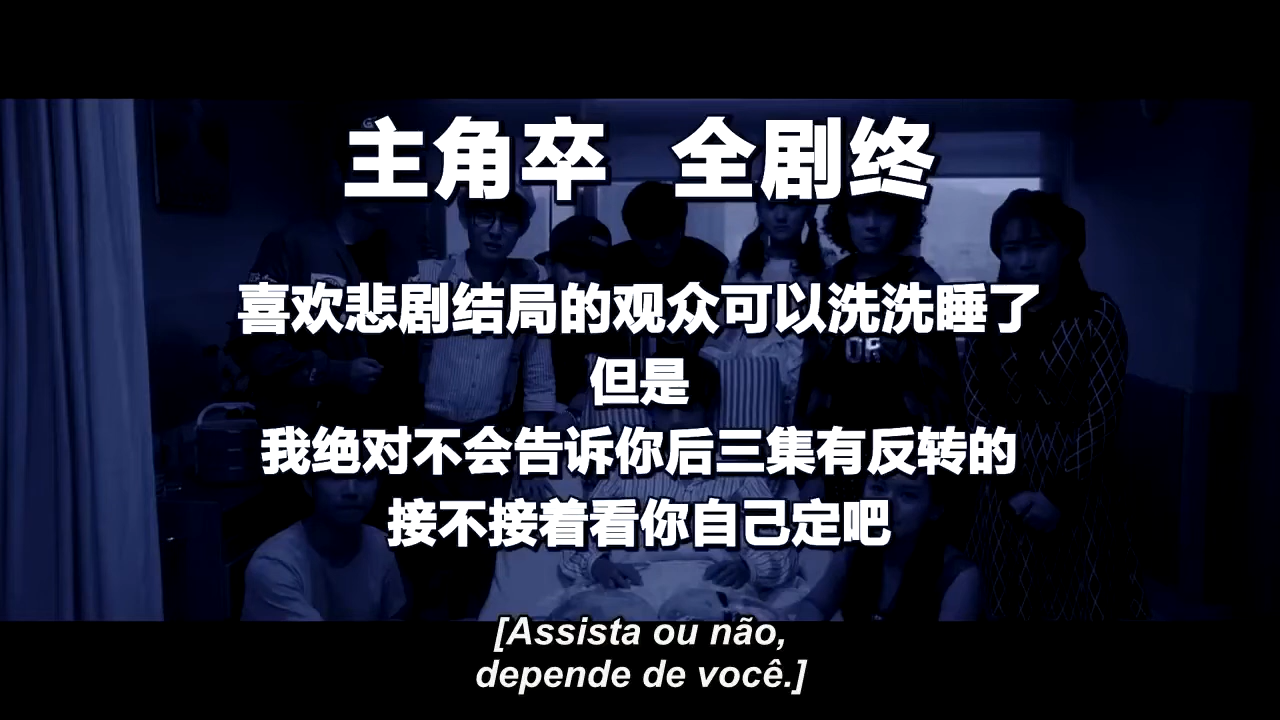 主角卒 全剧终
喜欢悲剧结局的观众可以洗洗睡了
但是
我绝对不会告诉你后三集有反转的
接不接着看你自己定吧
[Assista ou não,
depende de você.]